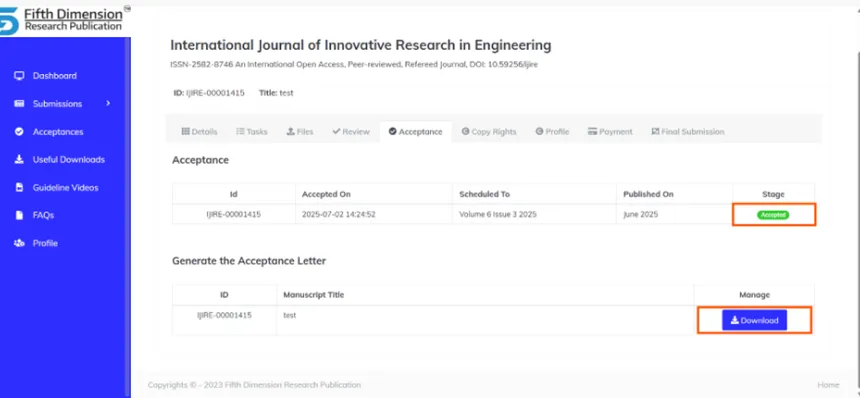 Fifth Dimension TM
Research Publication
Dashboard
Submissions
Acceptances
Useful Downloads
Guideline Videos
FAQs
Profile
International Journal of Innovative Research in Engineering
ISSN-2582-8746 An International Open Access, Peer-reviewed, Refereed Journal, DOI: 10.59256/ijire
ID: IJIRE-00001415 Title: test
Details Tasks Files Review Acceptance Copy Rights Profile Payment Final Submission
Acceptance
Id Accepted On Scheduled To Published On Stage
IJIRE-00001415 2025-07-02 14:24:52 Volume 6 Issue 3 2025 June 2025 Accepted
Generate the Acceptance Letter
ID Manuscript Title Manage
IJIRE-00001415 test Download
Copyrights © - 2023 Fifth Dimension Research Publication Home